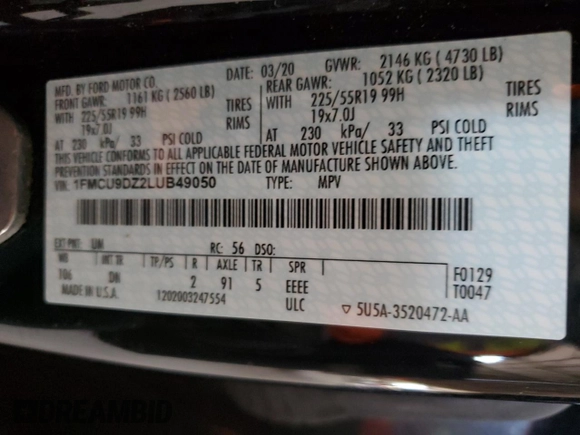 MFD. BY FORD MOTOR CO.
DATE: 03/20 GVWR: 2146 KG ( 4730 LB)
FRONT GAWR: 1161 KG ( 2560 LB)
REAR GAWR: 1052 KG ( 2320 LB)
WITH 225/55R19 99H TIRES
WITH 225/55R19 99H TIRES
19x7.0J RIMS
19x7.0J RIMS
AT 230 kPa/ 33 PSI COLD
AT 230 kPa/ 33 PSI COLD
THIS VEHICLE CONFORMS TO ALL APPLICABLE FEDERAL MOTOR VEHICLE SAFETY AND THEFT
PREVENTION STANDARDS IN EFFECT ON THE DATE OF MANUFACTURE SHOWN ABOVE.
VIN: 1FMCU9DZ2LUB49050 TYPE: MPV
EXT PNT: UM RC: 56 DSO:
WB INT TR TP/PS R AXLE TR SPR F0129
106 DN 2 91 5 EEEE T0047
MADE IN U.S.A. 1202003247554 ULC ▽ 5U5A-3520472-AA
DREAMBID